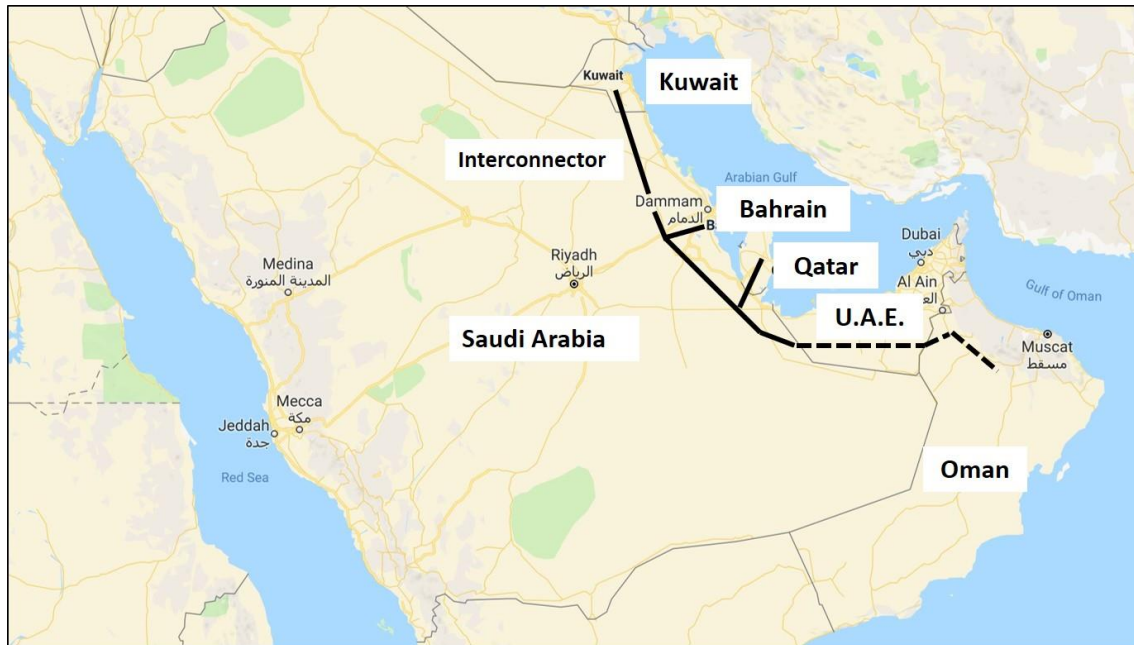 Kuwait
Kuwait
Interconnector
Arabian Gulf
Dammam
الدمام
Bahrain
B
Dubai
دبي
Riyadh
الرياض
Qatar
Medina
المدينة المنورة
Al Ain
الع
Gulf of Oman
U.A.E.
Saudi Arabia
Muscat
مسقط
Mecca
مكة
Jeddah
جدة
Red Sea
Oman